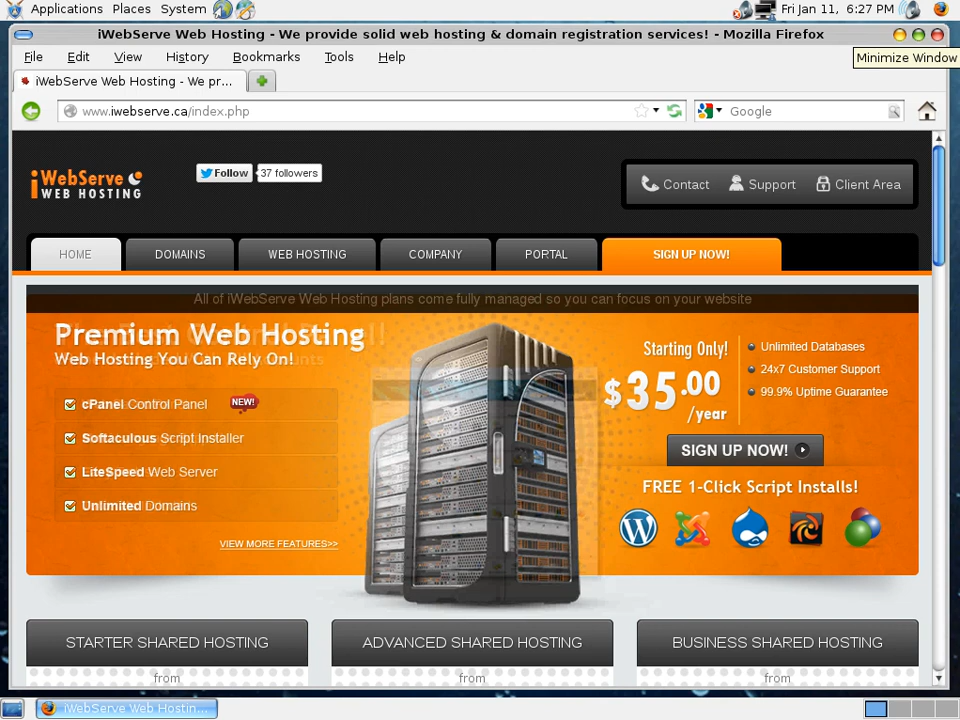 Applications Places System
Fri Jan 11, 6:27 PM
iWebServe Web Hosting - We provide solid web hosting & domain registration services! - Mozilla Firefox
File Edit View History Bookmarks Tools Help
Minimize Window
iWebServe Web Hosting - We pr...
www.iwebserve.ca/index.php
Google
iWebServe
WEB HOSTING
Follow 37 followers
Contact Support Client Area
HOME DOMAINS WEB HOSTING COMPANY PORTAL SIGN UP NOW!
All of iWebServe Web Hosting plans come fully managed so you can focus on your website
Premium Web Hosting
Web Hosting You Can Rely On!
cPanel Control Panel NEW!
Softaculous Script Installer
LiteSpeed Web Server
Unlimited Domains
VIEW MORE FEATURES>>
Starting Only!
$35.00
/year
Unlimited Databases
24x7 Customer Support
99.9% Uptime Guarantee
SIGN UP NOW!
FREE 1-Click Script Installs!
STARTER SHARED HOSTING ADVANCED SHARED HOSTING BUSINESS SHARED HOSTING
from from from
iWebServe Web Hostin...